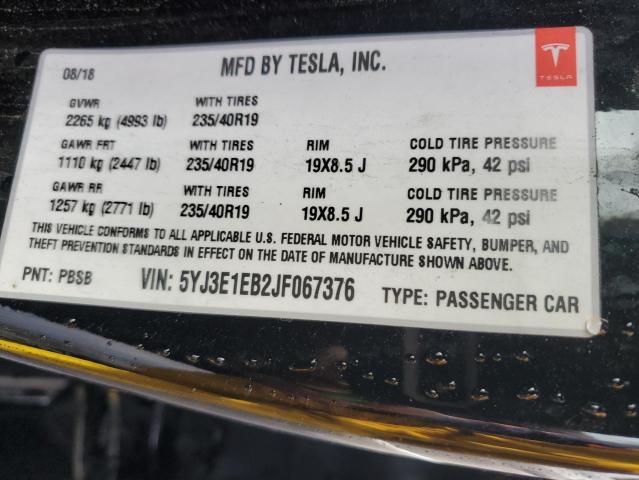 08/18 MFD BY TESLA, INC.
TESLA
GVWR WITH TIRES
2265 kg (4993 lb) 235/40R19
GAWR FRT WITH TIRES RIM COLD TIRE PRESSURE
1110 kg (2447 lb) 235/40R19 19X8.5 J 290 kPa, 42 psi
GAWR RR WITH TIRES RIM COLD TIRE PRESSURE
1257 kg (2771 lb) 235/40R19 19X8.5 J 290 kPa, 42 psi
THIS VEHICLE CONFORMS TO ALL APPLICABLE U.S. FEDERAL MOTOR VEHICLE SAFETY, BUMPER, AND
THEFT PREVENTION STANDARDS IN EFFECT ON THE DATE OF MANUFACTURE SHOWN ABOVE.
PNT: PBSB VIN: 5YJ3E1EB2JF067376 TYPE: PASSENGER CAR